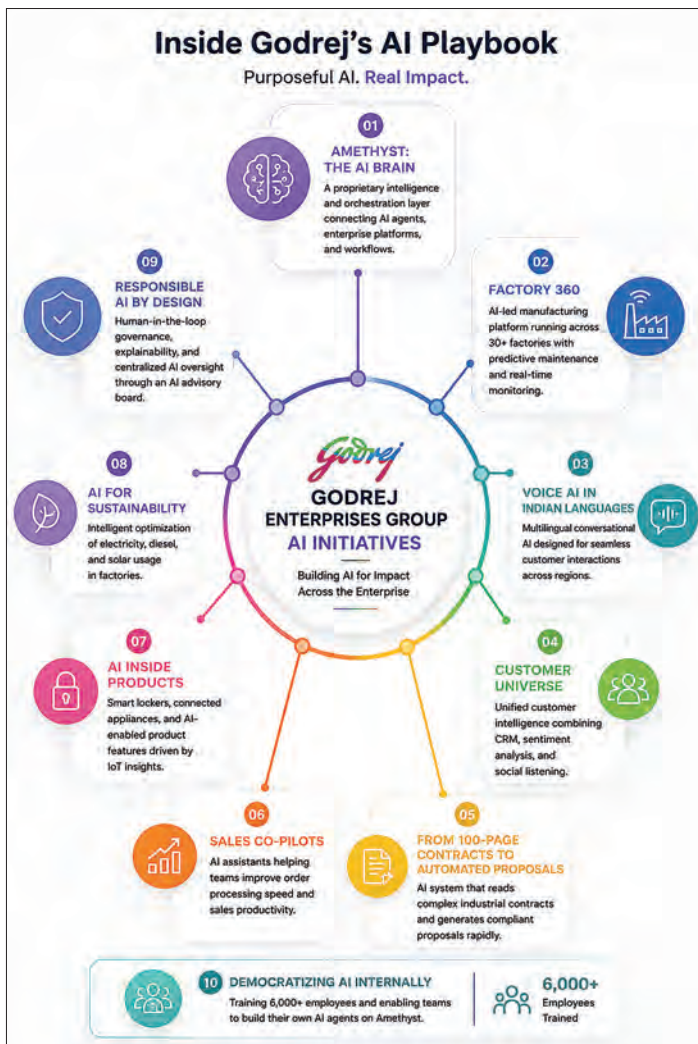 Inside Godrej's AI Playbook
Purposeful AI. Real Impact.
01
AMETHYST:
THE AI BRAIN
A proprietary intelligence
and orchestration layer
connecting AI agents,
enterprise platforms,
and workflows.
02
FACTORY 360
AI-led manufacturing
platform running across
30+ factories with
predictive maintenance
and real-time
monitoring.
03
VOICE AI IN
INDIAN LANGUAGES
Multilingual conversational
AI designed for seamless
customer interactions
across regions.
04
CUSTOMER
UNIVERSE
Unified customer
intelligence combining
CRM, sentiment
analysis, and
social listening.
05
FROM 100-PAGE
CONTRACTS TO
AUTOMATED PROPOSALS
AI system that reads
complex industrial contracts
and generates compliant
proposals rapidly.
06
SALES CO-PILOTS
AI assistants helping
teams improve order
processing speed and
sales productivity.
07
AI INSIDE
PRODUCTS
Smart lockers, connected
appliances, and AI-
enabled product
features driven by
IoT insights.
08
AI FOR
SUSTAINABILITY
Intelligent optimization
of electricity, diesel,
and solar usage
in factories.
09
RESPONSIBLE
AI BY DESIGN
Human-in-the-loop
governance,
explainability, and
centralized AI oversight
through an AI advisory
board.
Godrej
GODREJ
ENTERPRISES GROUP
AI INITIATIVES
Building AI for Impact
Across the Enterprise
10
DEMOCRATIZING AI INTERNALLY
Training 6,000+ employees and enabling teams
to build their own AI agents on Amethyst.
6,000+
Employees
Trained